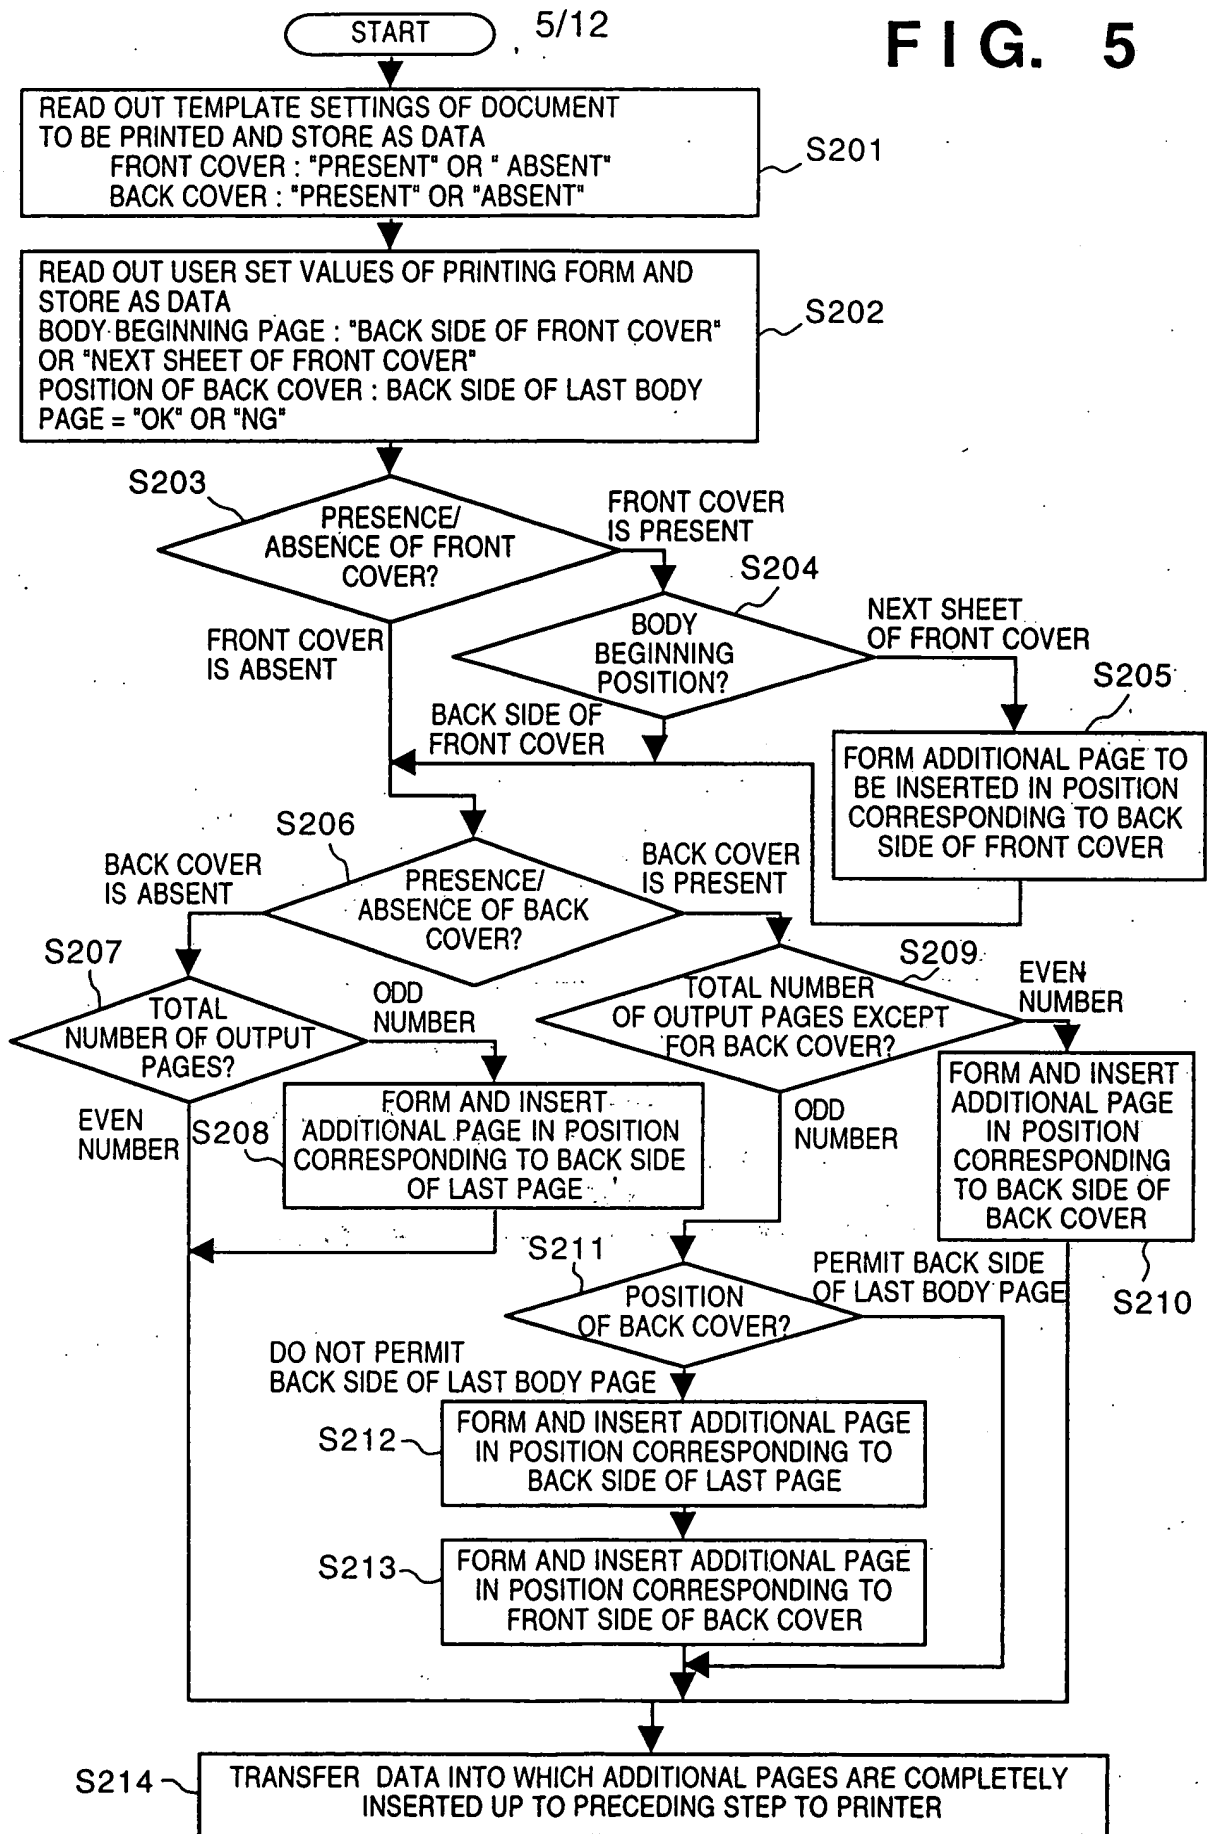 START
5/12
FIG. 5
READ OUT TEMPLATE SETTINGS OF DOCUMENT
TO BE PRINTED AND STORE AS DATA
FRONT COVER : "PRESENT" OR " ABSENT"
BACK COVER : "PRESENT" OR "ABSENT"
S201
READ OUT USER SET VALUES OF PRINTING FORM AND
STORE AS DATA
BODY BEGINNING PAGE : "BACK SIDE OF FRONT COVER"
OR "NEXT SHEET OF FRONT COVER"
POSITION OF BACK COVER : BACK SIDE OF LAST BODY
PAGE = "OK" OR "NG"
S202
S203
PRESENCE/
ABSENCE OF FRONT
COVER?
FRONT COVER
IS PRESENT
S204
FRONT COVER
IS ABSENT
BODY
BEGINNING
POSITION?
NEXT SHEET
OF FRONT COVER
S205
BACK SIDE OF
FRONT COVER
FORM ADDITIONAL PAGE TO
BE INSERTED IN POSITION
CORRESPONDING TO BACK
SIDE OF FRONT COVER
S206
BACK COVER
IS ABSENT
PRESENCE/
ABSENCE OF BACK
COVER?
BACK COVER
IS PRESENT
S207
TOTAL
NUMBER OF OUTPUT
PAGES?
ODD
NUMBER
S209
TOTAL NUMBER
OF OUTPUT PAGES EXCEPT
FOR BACK COVER?
EVEN
NUMBER
EVEN
NUMBER
S208
FORM AND INSERT
ADDITIONAL PAGE IN POSITION
CORRESPONDING TO BACK SIDE
OF LAST PAGE
ODD
NUMBER
FORM AND INSERT
ADDITIONAL PAGE
IN POSITION
CORRESPONDING
TO BACK SIDE OF
BACK COVER
S210
S211
POSITION
OF BACK COVER?
PERMIT BACK SIDE
OF LAST BODY PAGE
DO NOT PERMIT
BACK SIDE OF LAST BODY PAGE
S212
FORM AND INSERT ADDITIONAL PAGE
IN POSITION CORRESPONDING TO
BACK SIDE OF LAST PAGE
S213
FORM AND INSERT ADDITIONAL PAGE
IN POSITION CORRESPONDING TO
FRONT SIDE OF BACK COVER
S214
TRANSFER DATA INTO WHICH ADDITIONAL PAGES ARE COMPLETELY
INSERTED UP TO PRECEDING STEP TO PRINTER